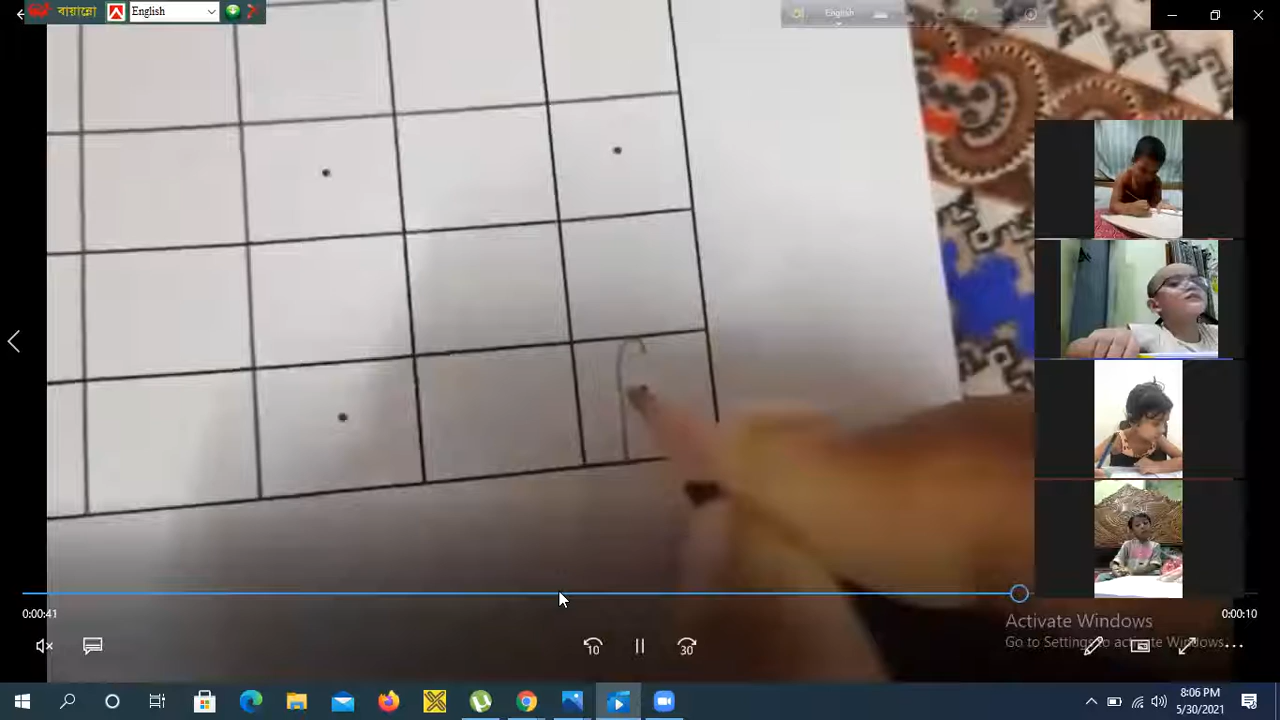 বায়ান্নো English
English
0:00:41
0:00:10
10
30
Activate Windows
Go to Settings to activate Windows.
8:06 PM
5/30/2021